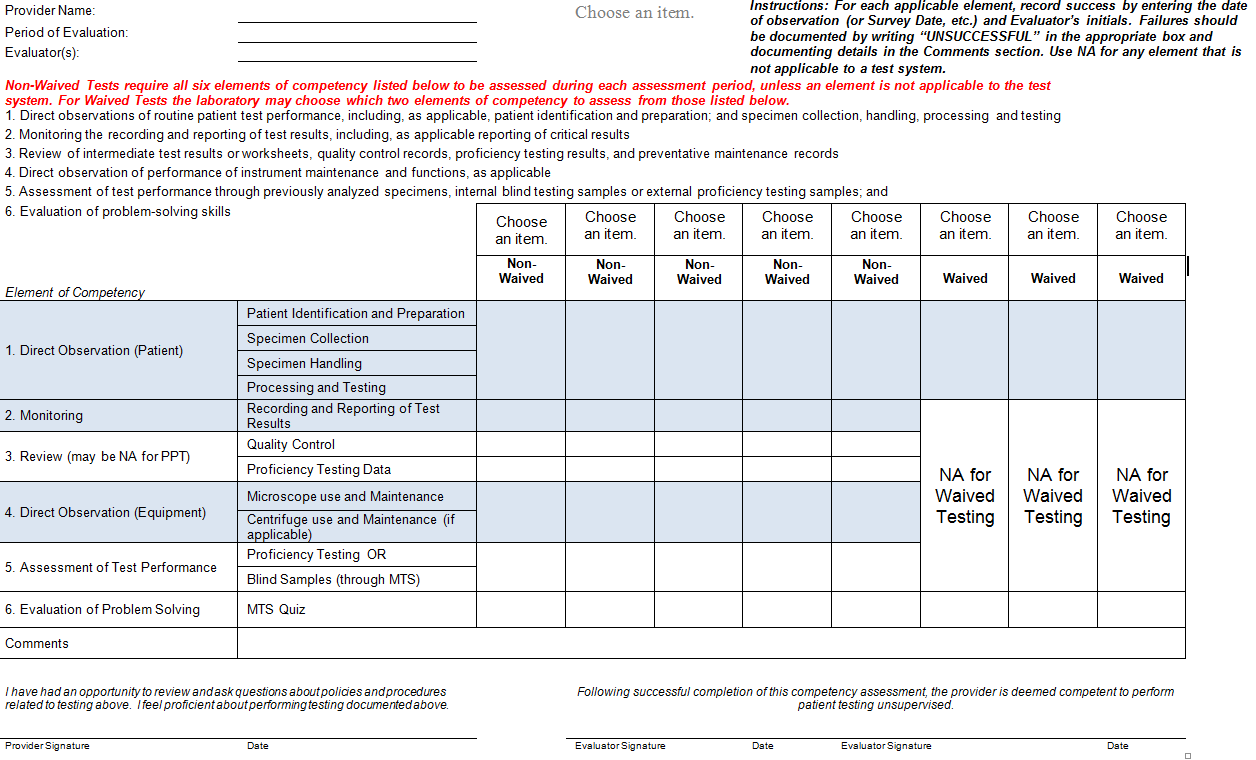 Provider Name:
Period of Evaluation:
Evaluator(s):
Choose an item.
Instructions: For each applicable element, record success by entering the date
of observation (or Survey Date, etc.) and Evaluator's initials. Failures should
be documented by writing “UNSUCCESSFUL” in the appropriate box and
documenting details in the Comments section. Use NA for any element that is
not applicable to a test system.
Non-Waived Tests require all six elements of competency listed below to be assessed during each assessment period, unless an element is not applicable to the test
system. For Waived Tests the laboratory may choose which two elements of competency to assess from those listed below.
1. Direct observations of routine patient test performance, including, as applicable, patient identification and preparation; and specimen collection, handling, processing and testing
2. Monitoring the recording and reporting of test results, including, as applicable reporting of critical results
3. Review of intermediate test results or worksheets, quality control records, proficiency testing results, and preventative maintenance records
4. Direct observation of performance of instrument maintenance and functions, as applicable
5. Assessment of test performance through previously analyzed specimens, internal blind testing samples or external proficiency testing samples; and
6. Evaluation of problem-solving skills
Choose an item. Choose an item. Choose an item. Choose an item. Choose an item. Choose an item. Choose an item. Choose an item.
Element of Competency
Non-Waived Non-Waived Non-Waived Non-Waived Non-Waived Waived Waived Waived
1. Direct Observation (Patient)
Patient Identification and Preparation
Specimen Collection
Specimen Handling
Processing and Testing
2. Monitoring
Recording and Reporting of Test
Results
3. Review (may be NA for PPT)
Quality Control
Proficiency Testing Data
4. Direct Observation (Equipment)
Microscope use and Maintenance
Centrifuge use and Maintenance (if
applicable)
NA for NA for NA for
Waived Waived Waived
Testing Testing Testing
5. Assessment of Test Performance
Proficiency Testing OR
Blind Samples (through MTS)
6. Evaluation of Problem Solving
MTS Quiz
Comments
I have had an opportunity to review and ask questions about policies and procedures
related to testing above. I feel proficient about performing testing documented above.
Following successful completion of this competency assessment, the provider is deemed competent to perform
patient testing unsupervised.
Provider Signature Date Evaluator Signature Date Evaluator Signature Date